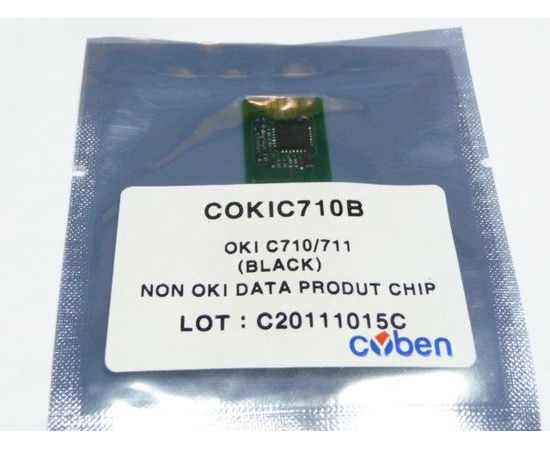 COKIC710B
OKI C710/711
(BLACK)
NON OKI DATA PRODUT CHIP
LOT : C20111015C
coben